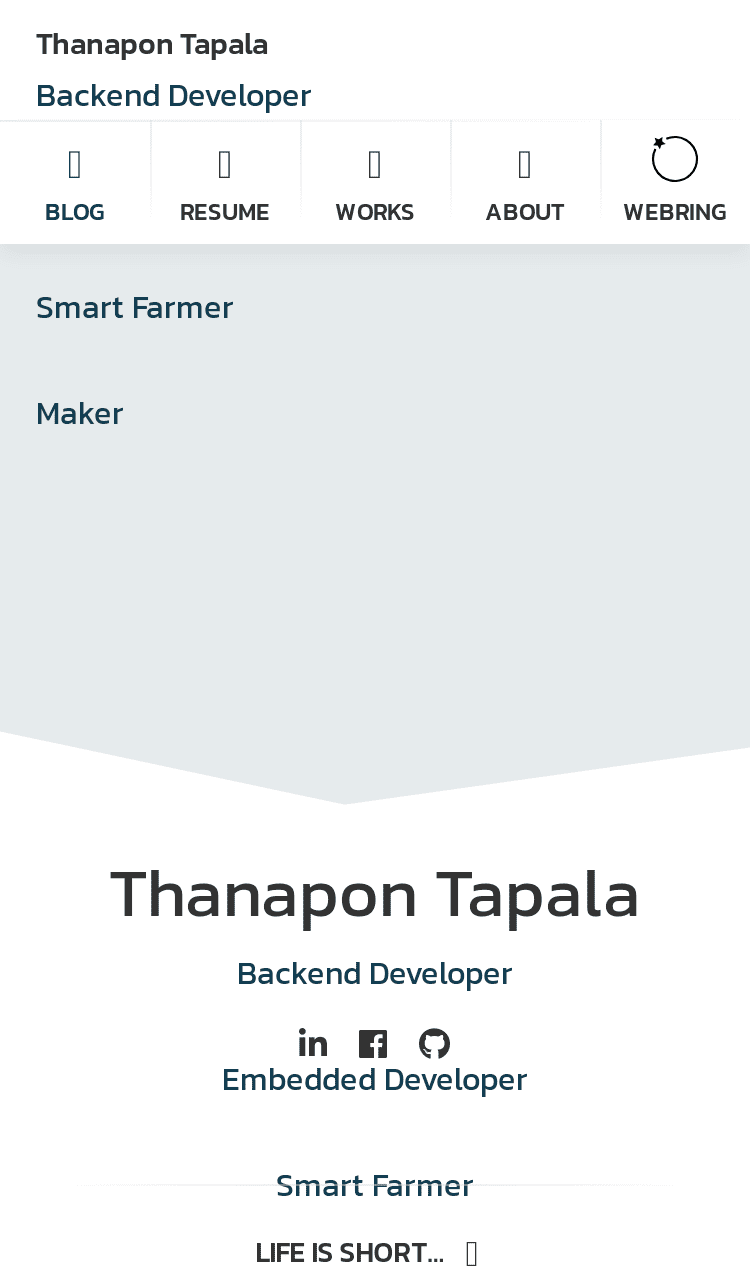 Thanapon Tapala
Backend Developer
BLOG RESUME WORKS ABOUT WEBRING
Smart Farmer
Maker
Thanapon Tapala
Backend Developer
Embedded Developer
Smart Farmer
LIFE IS SHORT...